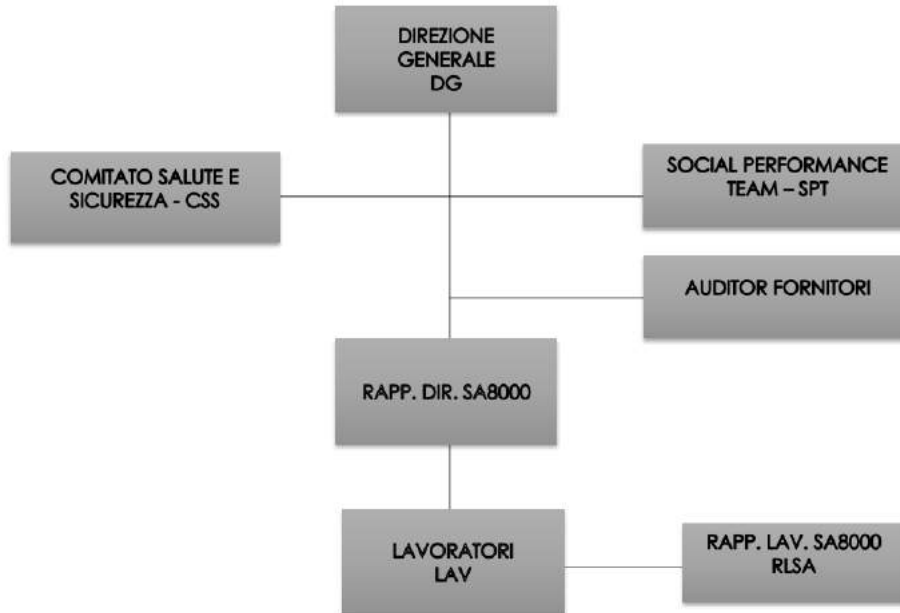 DIREZIONE
GENERALE
DG
COMITATO SALUTE E
SICUREZZA - CSS
SOCIAL PERFORMANCE
TEAM – SPT
AUDITOR FORNITORI
RAPP. DIR. SA8000
LAVORATORI
LAV
RAPP. LAV. SA8000
RLSA